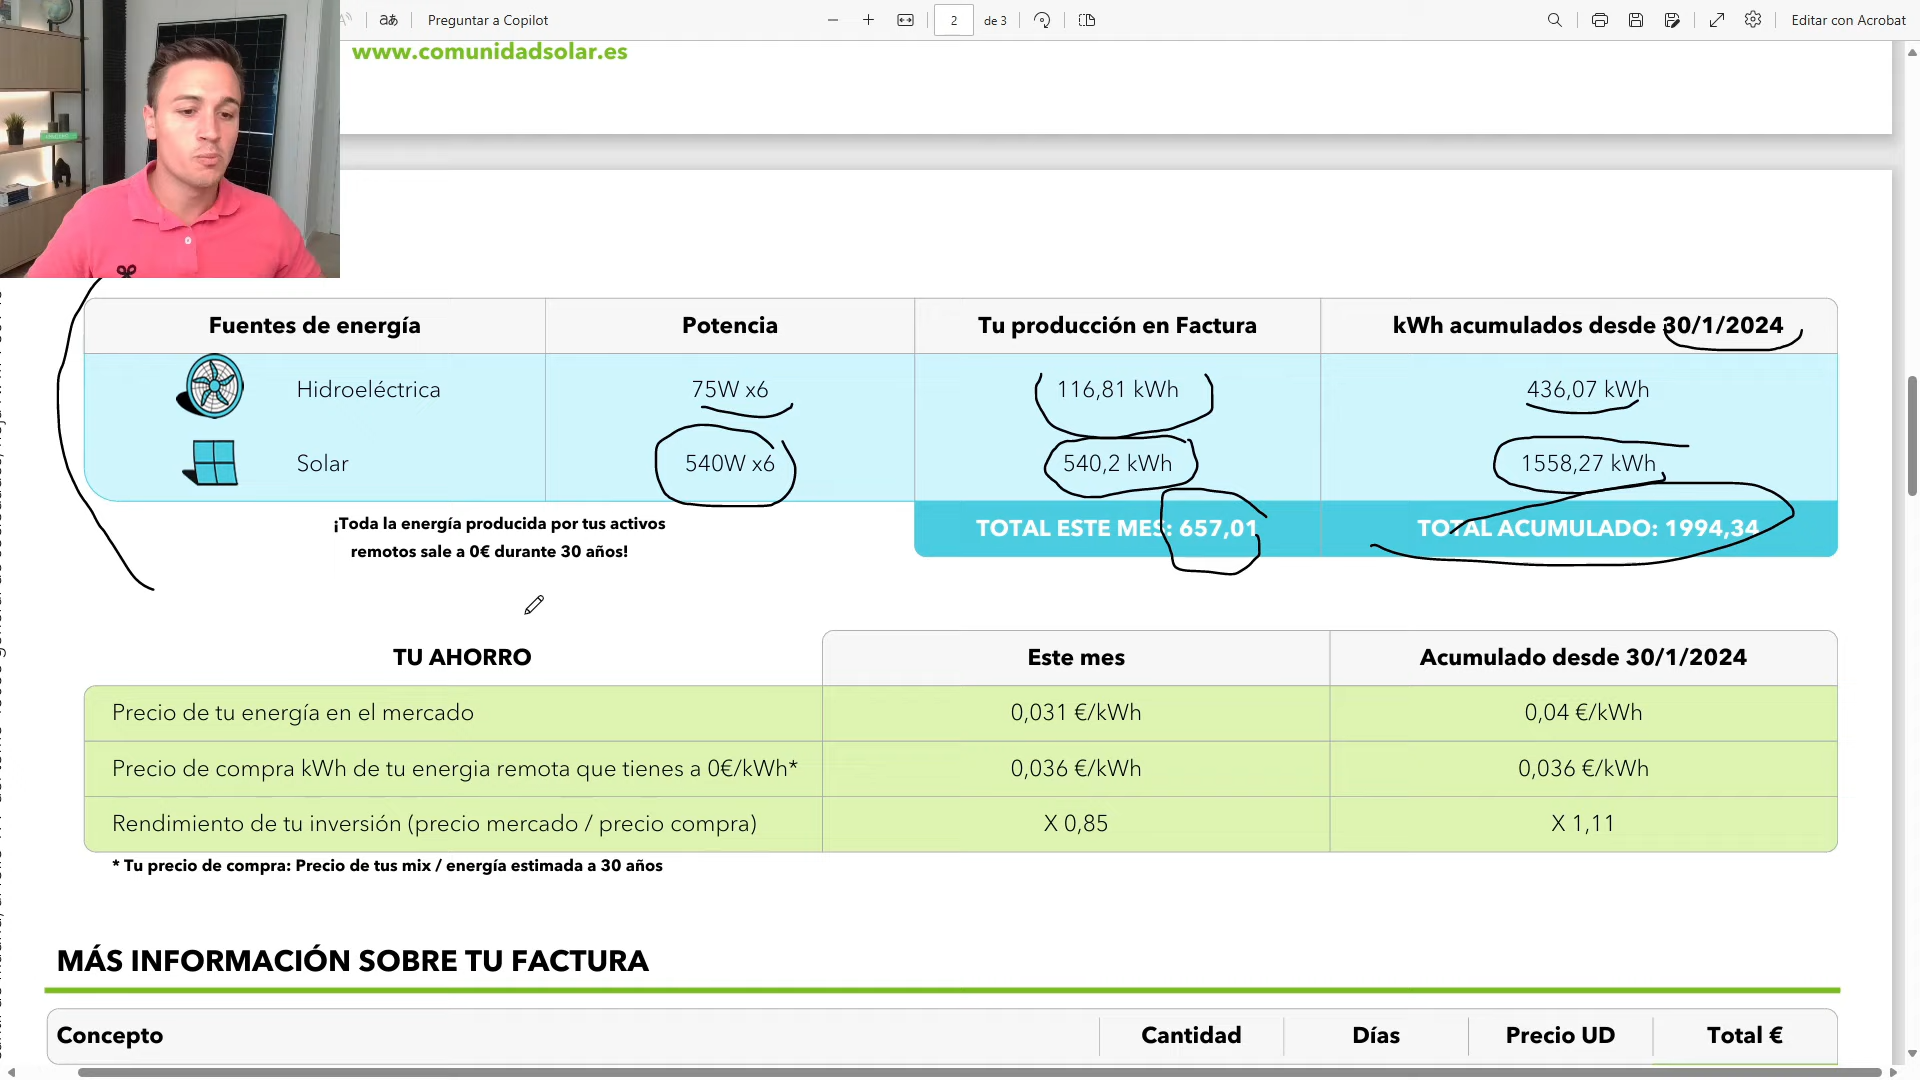 aあ
Preguntar a Copilot
2
de 3
Editar con Acrobat
www.comunidadsolar.es
Fuentes de energía
Potencia
Tu producción en Factura
kWh acumulados desde 30/1/2024
Hidroeléctrica
75W x6
116,81 kWh
436,07 kWh
Solar
540W x6
540,2 kWh
1558,27 kWh
¡Toda la energía producida por tus activos
remotos sale a 0€ durante 30 años!
TOTAL ESTE MES: 657,01
TOTAL ACUMULADO: 1994,34
TU AHORRO
Este mes
Acumulado desde 30/1/2024
Precio de tu energía en el mercado
0,031 €/kWh
0,04 €/kWh
Precio de compra kWh de tu energia remota que tienes a 0€/kWh*
0,036 €/kWh
0,036 €/kWh
Rendimiento de tu inversión (precio mercado / precio compra)
X 0,85
X 1,11
* Tu precio de compra: Precio de tus mix / energía estimada a 30 años
MÁS INFORMACIÓN SOBRE TU FACTURA
Concepto
Cantidad
Días
Precio UD
Total €